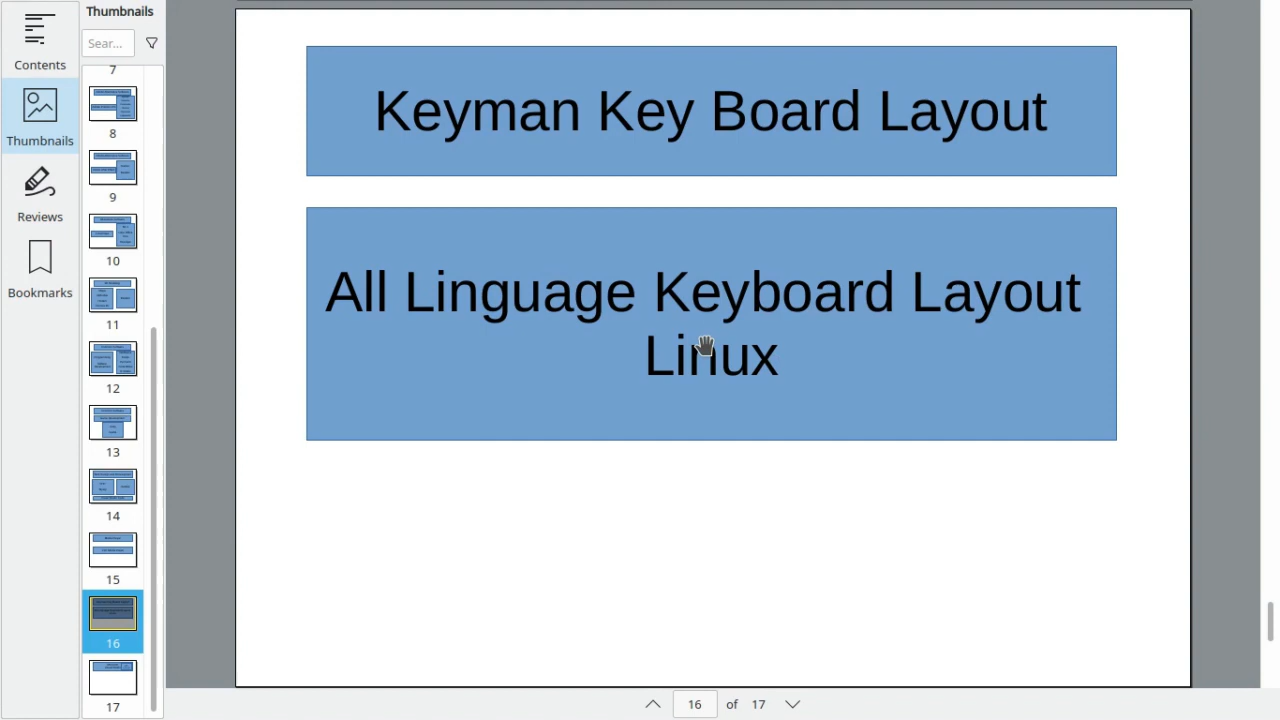 Thumbnails
Sear...
Contents
Thumbnails
Reviews
Bookmarks
7
8
9
10
11
12
13
14
15
16
17
Keyman Key Board Layout
All Linguage Keyboard Layout
Linux
16 of 17